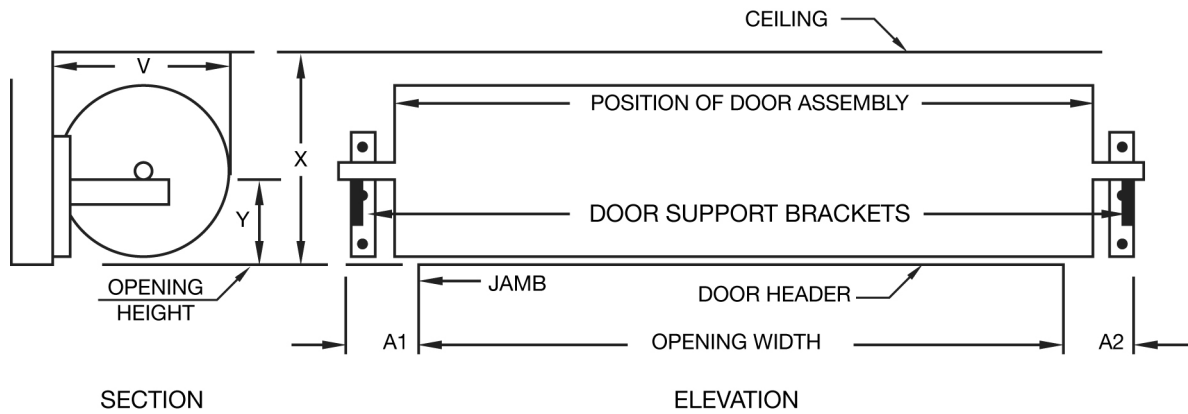 CEILING
V
POSITION OF DOOR ASSEMBLY
X
Y
DOOR SUPPORT BRACKETS
OPENING
HEIGHT
JAMB
DOOR HEADER
A1
OPENING WIDTH
A2
SECTION
ELEVATION